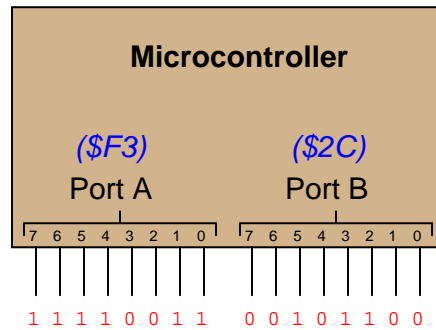 Microcontroller
($F3) ($2C)
Port A Port B
7 6 5 4 3 2 1 0 7 6 5 4 3 2 1 0
1 1 1 1 0 0 1 1 0 0 1 0 1 1 0 0